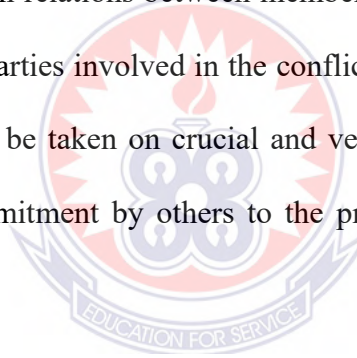 relations between member
arties involved in the conflic
be taken on crucial and ve
mitment by others to the pr
EDUCATION FOR SERVICE